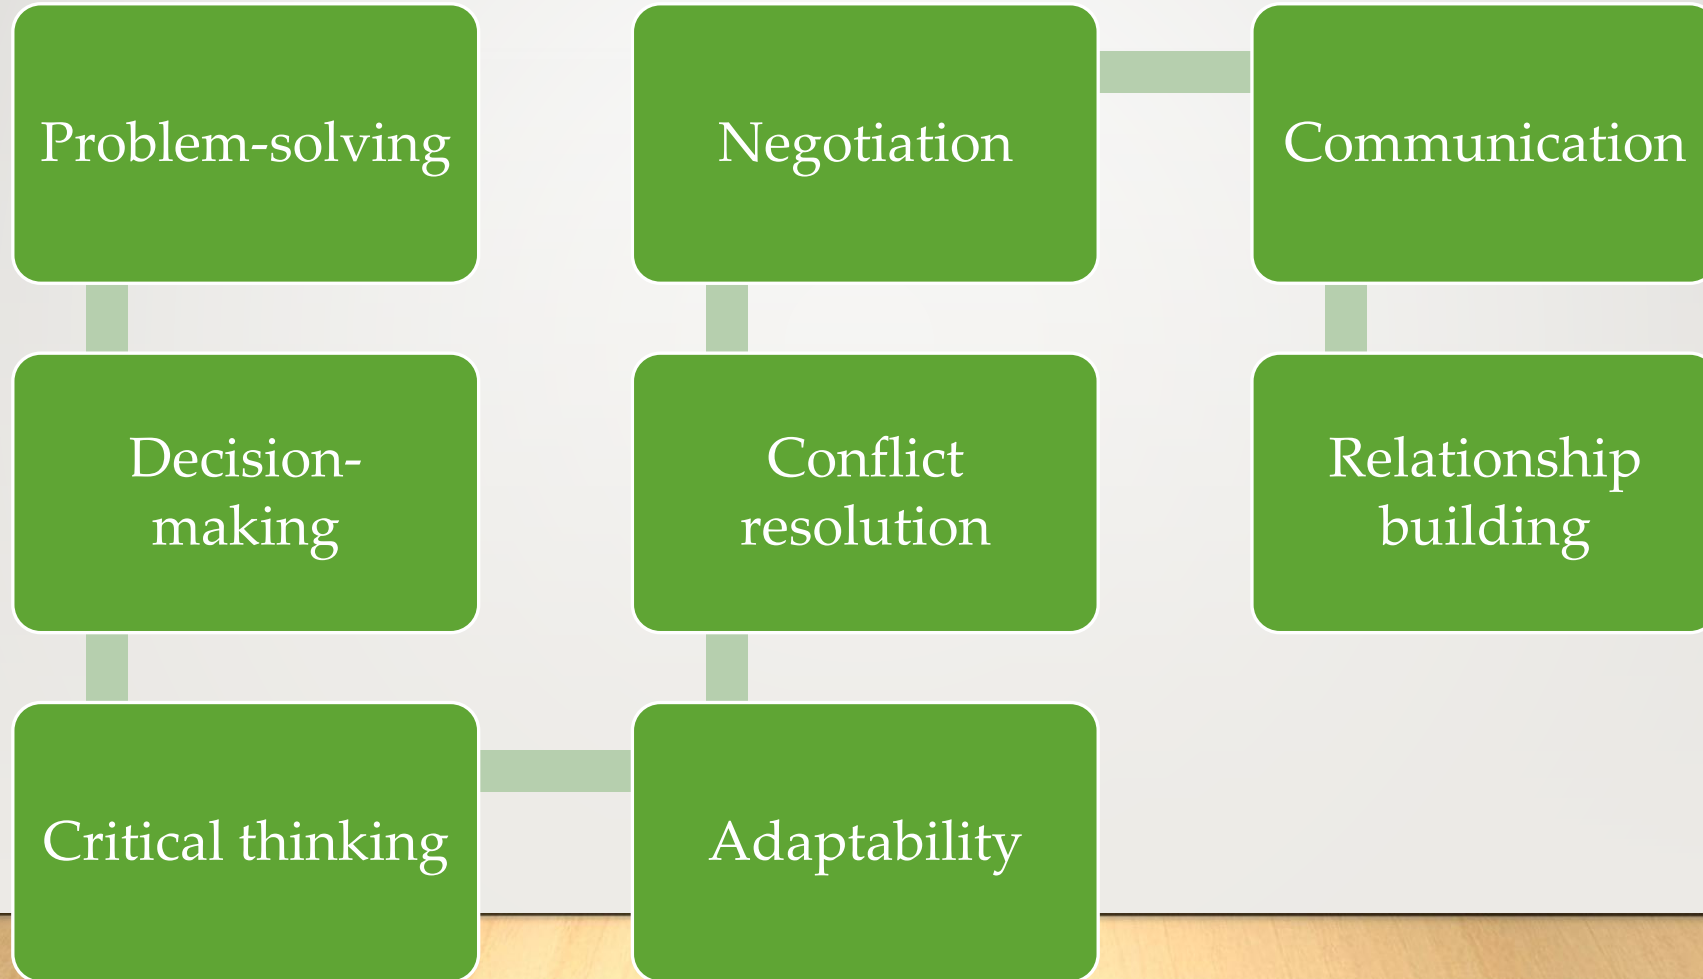 Problem-solving
Decision-
making
Critical thinking
Adaptability
Conflict
resolution
Negotiation
Communication
Relationship
building